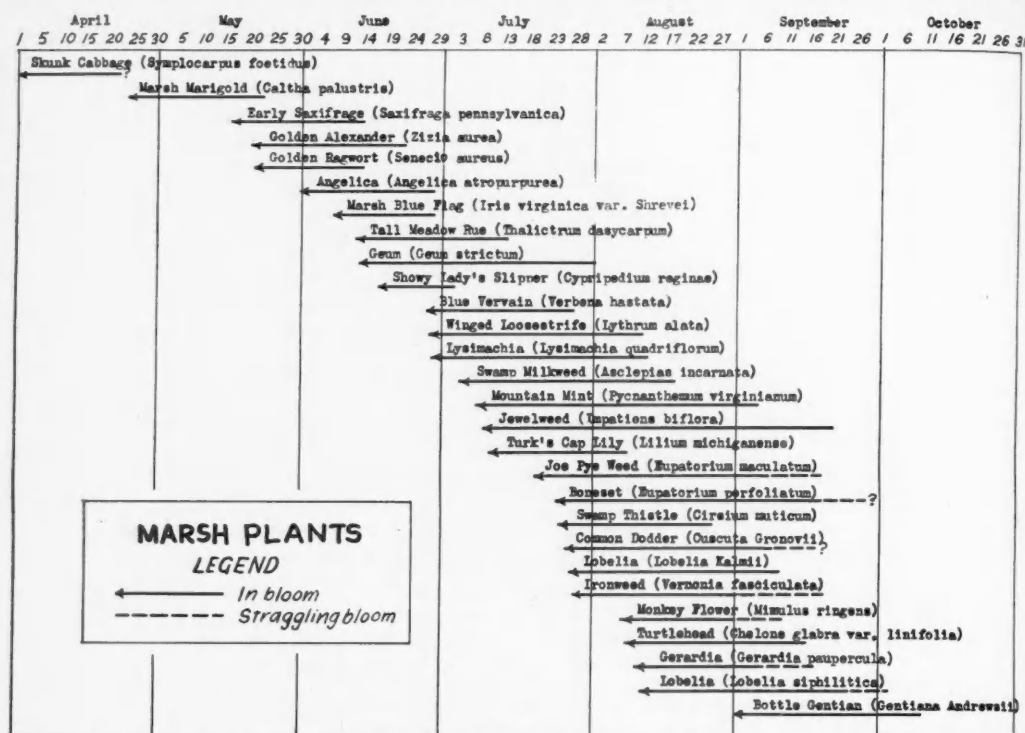 April May June July August September October
1 5 10 15 20 25 30 5 10 15 20 25 30 4 9 14 19 24 29 3 8 13 18 23 28 2 7 12 17 22 27 1 6 11 16 21 26 1 6 11 16 21 26 31
Skunk Cabbage (Symplocarpus foetidus)
?
Marsh Marigold (Caltha palustris)
Early Saxifrage (Saxifraga pennsylvanica)
Golden Alexander (Zizia aurea)
Golden Ragwort (Senecio aureus)
Angelica (Angelica atropurpurea)
Marsh Blue Flag (Iris virginica var. Shrevei)
Tall Meadow Rue (Thalictrum dasycarpum)
Geum (Geum strictum)
Showy Lady's Slipper (Cypripedium reginae)
Blue Vervain (Verbena hastata)
Winged Loosestrife (Lythrum alata)
Lysimachia (Lysimachia quadriflorum)
Swamp Milkweed (Asclepias incarnata)
Mountain Mint (Pycnanthemum virginianum)
Jewelweed (Impatiens biflora)
Turk's Cap Lily (Lilium michiganense)
Joe Pye Weed (Eupatorium maculatum)
Boneset (Eupatorium perfoliatum)
?
Swamp Thistle (Cirsium muticum)
Common Dodder (Cuscuta Gronovii)
?
Lobelia (Lobelia Kalmii)
Ironweed (Vernonia fasciculata)
Monkey Flower (Mimulus ringens)
Turtlehead (Chelone glabra var. linifolia)
Gerardia (Gerardia paupercula)
Lobelia (Lobelia siphilitica)
Bottle Gentian (Gentiana Andrewsii)
MARSH PLANTS
LEGEND
In bloom
Straggling bloom